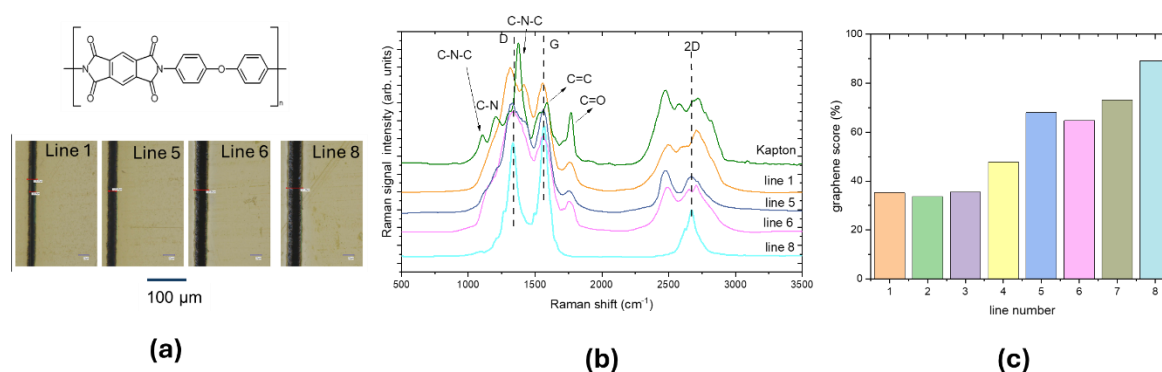 O
O
O
O
N
N
O
n
Line 1
Line 5
Line 6
Line 8
100 µm
(a)
C-N-C
D
G
2D
C-N-C
C=C
C-N
C=O
Kapton
line 1
line 5
line 6
line 8
Raman signal intensity (arb. units)
500
1000
1500
2000
2500
3000
3500
Raman shift (cm-1)
(b)
c)
100
80
60
40
20
0
graphene score (%)
1
2
3
4
5
6
7
8
line number
(c)
b)